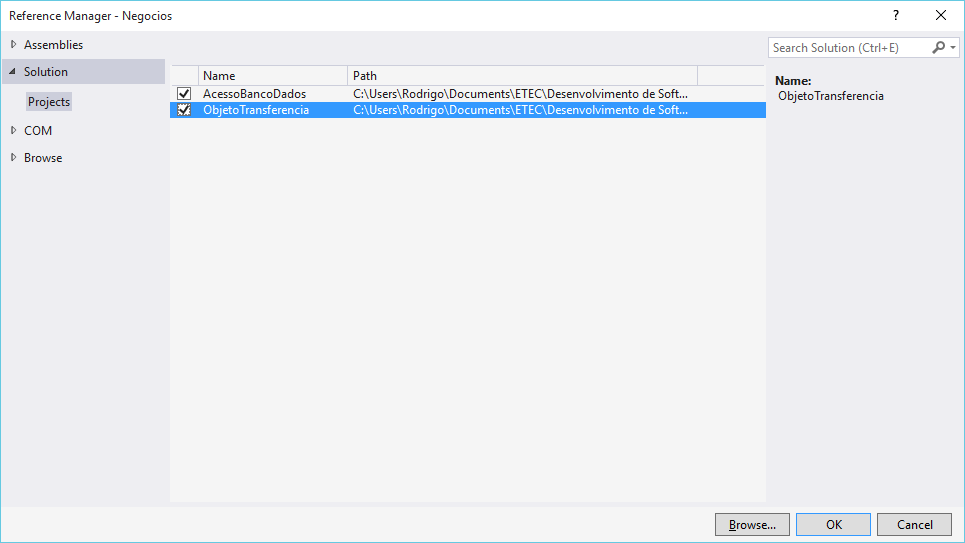 Reference Manager - Negocios
?
Assemblies
Solution
Projects
COM
Browse
Name Path
AcessoBancoDados C:\Users\Rodrigo\Documents\ETEC\Desenvolvimento de Soft...
ObjetoTransferencia C:\Users\Rodrigo\Documents\ETEC\Desenvolvimento de Soft...
Search Solution (Ctrl+E)
Name:
ObjetoTransferencia
Browse... OK Cancel